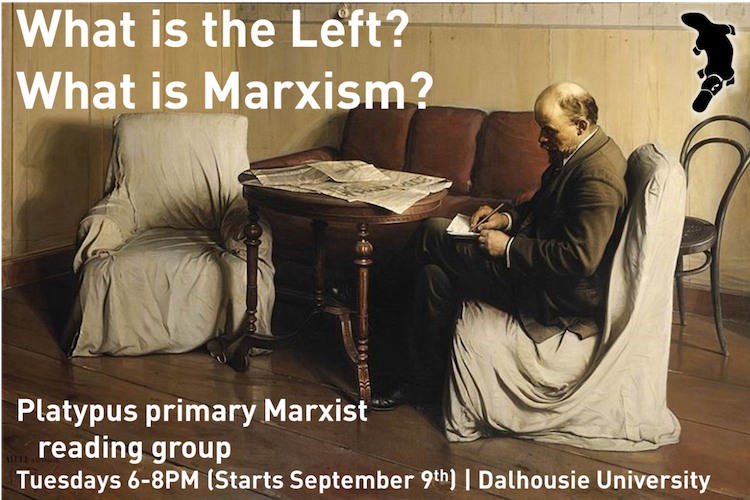 What is the Left?
What is Marxism?
Platypus primary Marxist
reading group
Tuesdays 6-8PM (Starts September 9th) | Dalhousie University